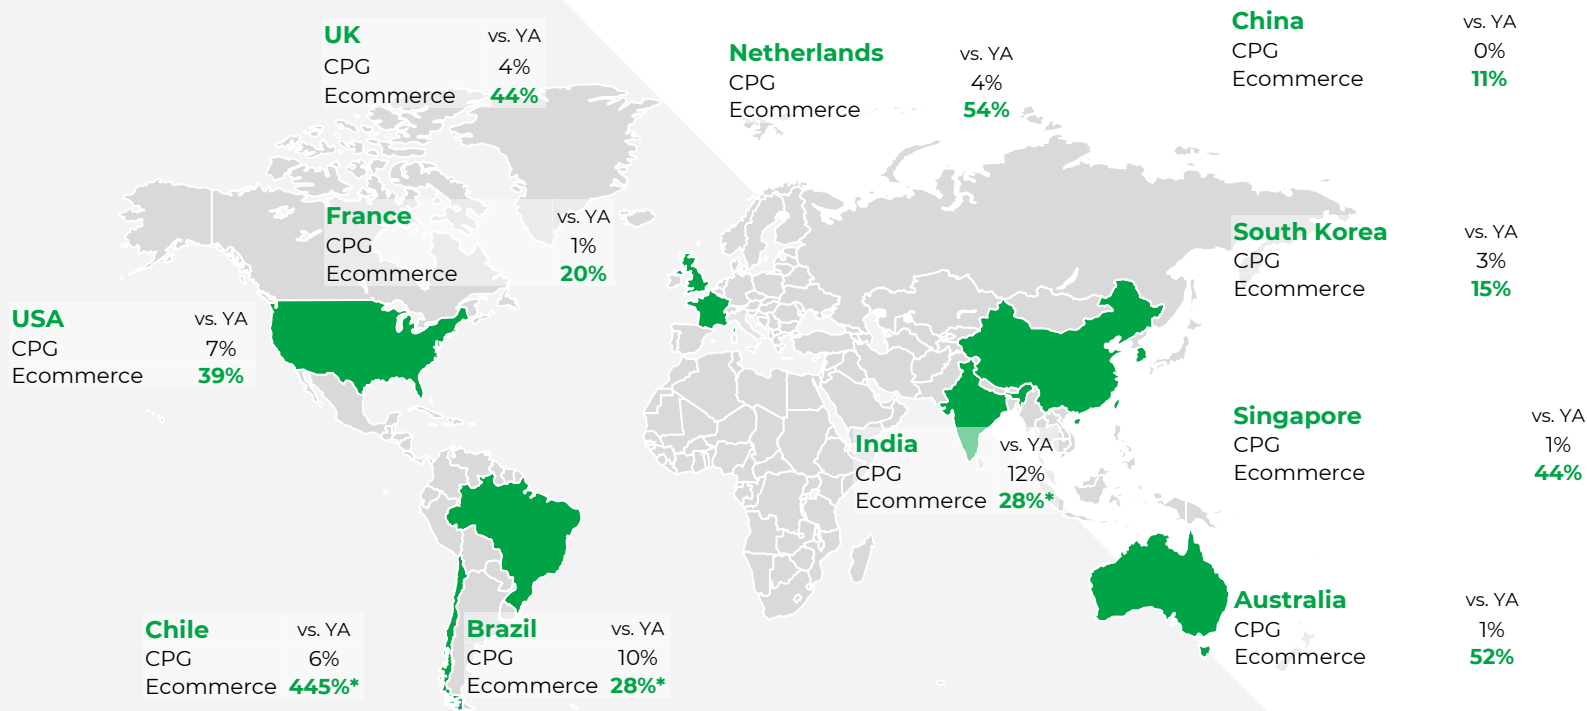 UK vs. YA
CPG 4%
Ecommerce 44%
Netherlands vs. YA
CPG 4%
Ecommerce 54%
China vs. YA
CPG 0%
Ecommerce 11%
France vs. YA
CPG 1%
Ecommerce 20%
South Korea vs. YA
CPG 3%
Ecommerce 15%
USA vs. YA
CPG 7%
Ecommerce 39%
India vs. YA
CPG 12%
Ecommerce 28%*
Singapore vs. YA
CPG 1%
Ecommerce 44%
Chile vs. YA
CPG 6%
Ecommerce 445%*
Brazil vs. YA
CPG 10%
Ecommerce 28%*
Australia vs. YA
CPG 1%
Ecommerce 52%